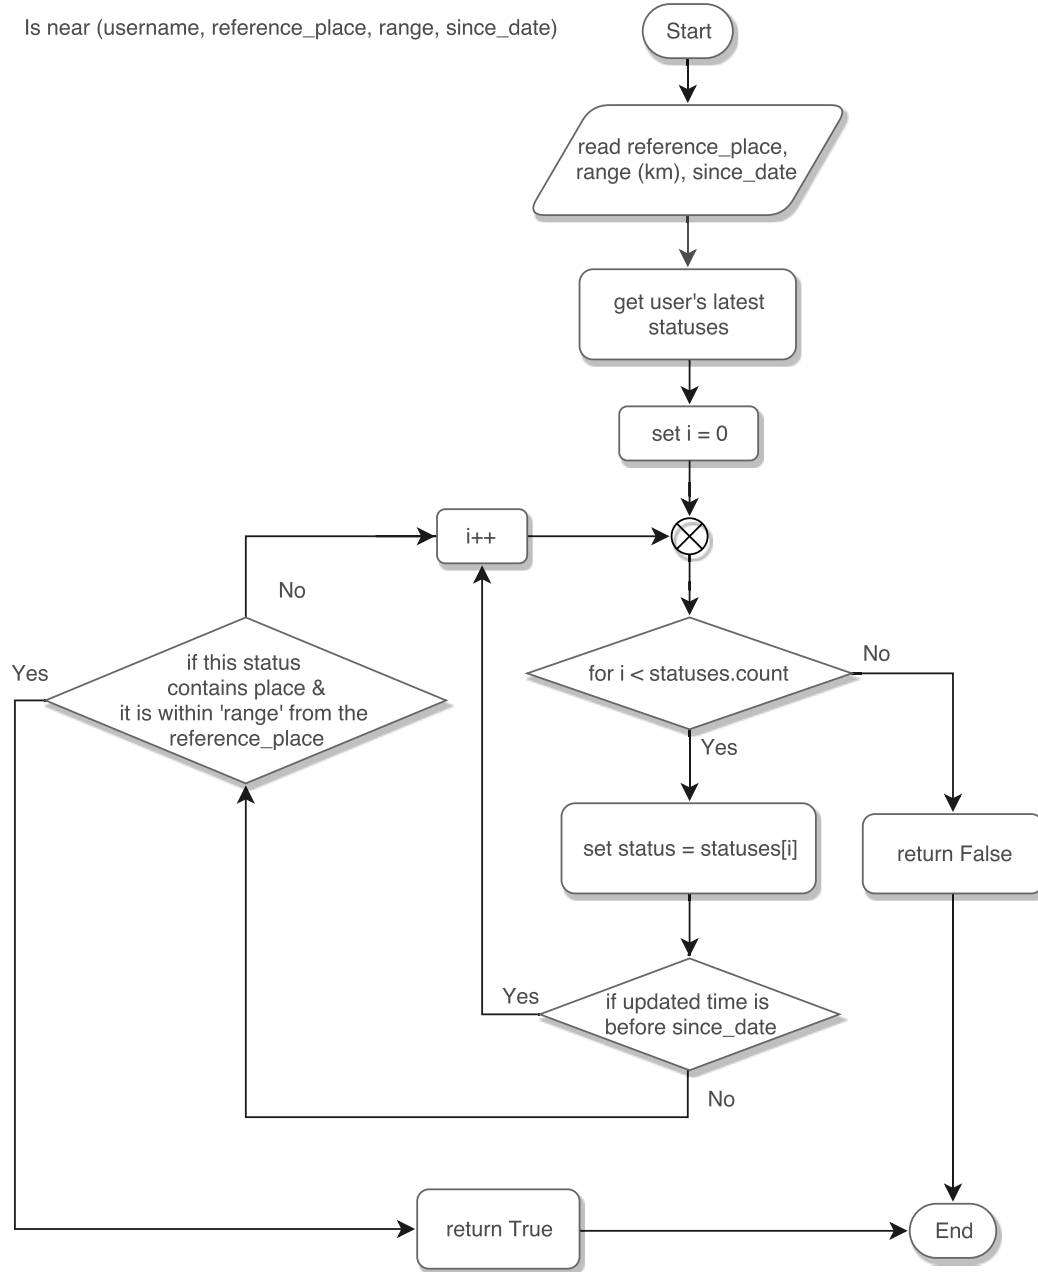 Is near (username, reference_place, range, since_date)
Start
read reference_place,
range (km), since_date
get user's latest
statuses
set i = 0
i++
No
Yes
if this status
contains place &
it is within 'range' from the
reference_place
for i < statuses.count
No
Yes
set status = statuses[i]
return False
Yes
if updated time is
before since_date
No
return True
End